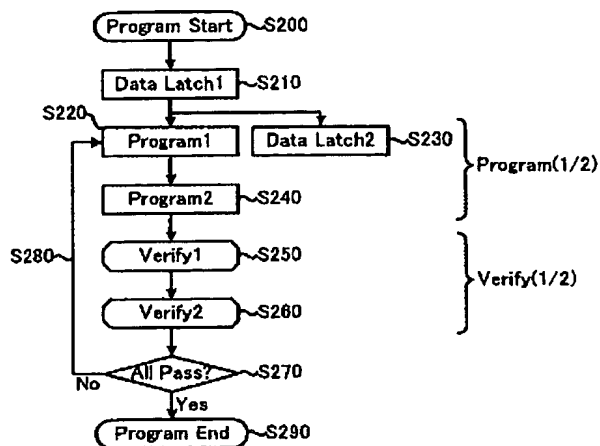 Program Start
S200
Data Latch1
S210
S220
Program1
Data Latch2
S230
Program(1/2)
Program2
S240
S280
Verify1
S250
Verify(1/2)
Verify2
S260
All Pass?
S270
No
Yes
Program End
S290